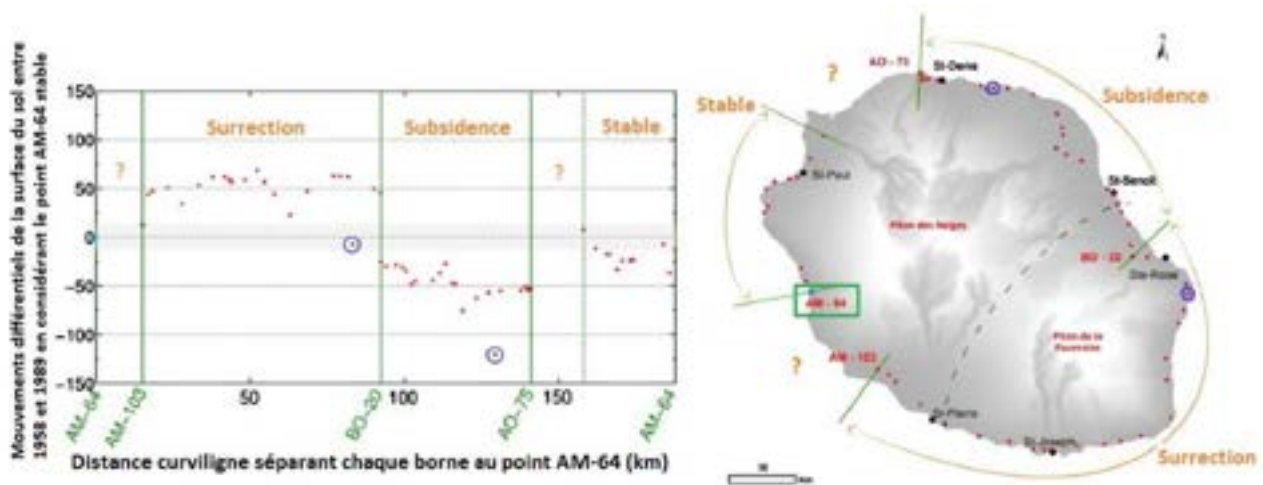 Mouvements différentiels de la surface du sol entre
1958 et 1989 en considérant le point AM-64 stable
150
100
50
0
−50
−100
−150
?
Surrection
Subsidence
?
Stable
50
100
150
AM−64
AM−103
BO−20
AO−75
AM−64
Distance curviligne séparant chaque borne au point AM-64 (km)
?
AO - 75
St-Denis
Stable
Subsidence
St-Paul
St-Benoît
Piton des Neiges
BO - 20
Ste-Rose
AM - 64
Piton de la
Fournaise
AM - 103
?
St-Pierre
St-Joseph
Surrection
Km